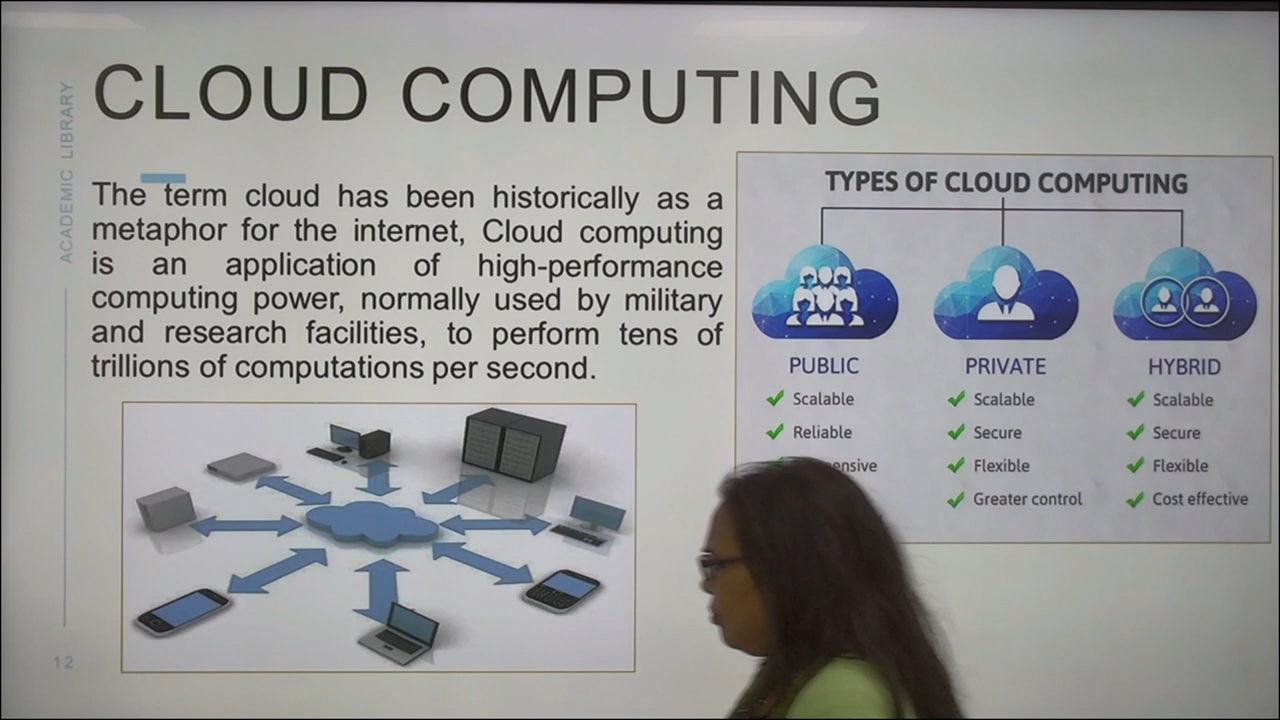 CLOUD COMPUTING
ACADEMIC LIBRARY
The term cloud has been historically as a
metaphor for the internet, Cloud computing
is an application of high-performance
computing power, normally used by military
and research facilities, to perform tens of
trillions of computations per second.
12
TYPES OF CLOUD COMPUTING
PUBLIC
Scalable
Reliable
PRIVATE
Scalable
Secure
Flexible
Greater control
HYBRID
Scalable
Secure
Flexible
Cost effective